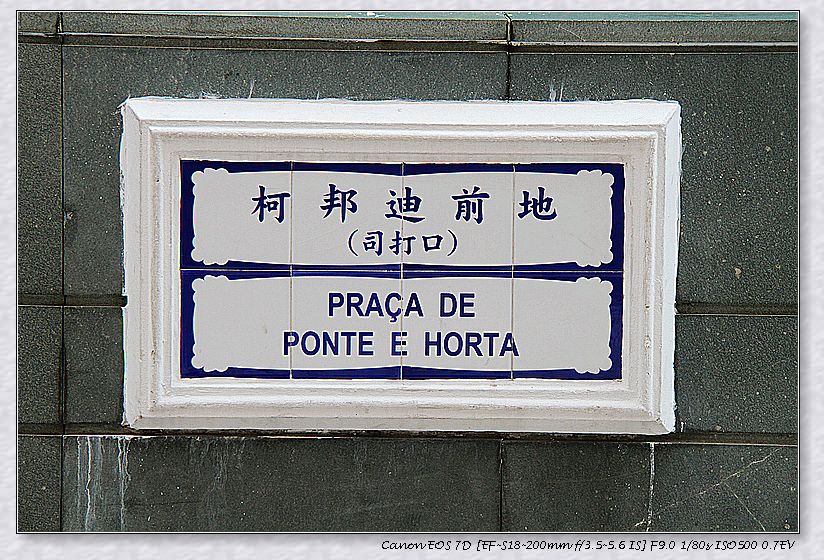 柯邦迪前地
(司打口)
PRAÇA DE
PONTE E HORTA
Canon EOS 7D [EF-S18-200mm f/3.5-5.6 IS] F9.0 1/80s ISO500 0.7EV